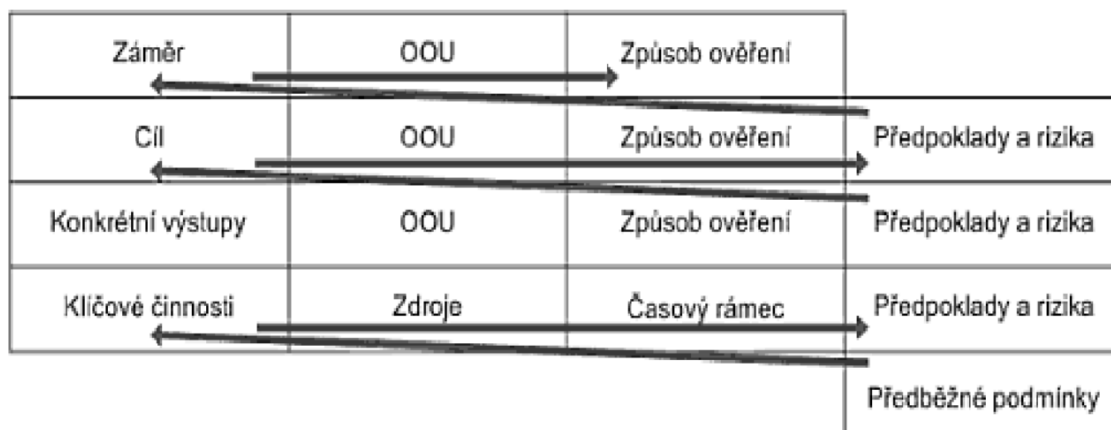 Záměr OOU Způsob ověření
Cíl OOU Způsob ověření Předpoklady a rizika
Konkrétní výstupy OOU Způsob ověření Předpoklady a rizika
Klíčové činnosti Zdroje Časový rámec Předpoklady a rizika
Předběžné podmínky